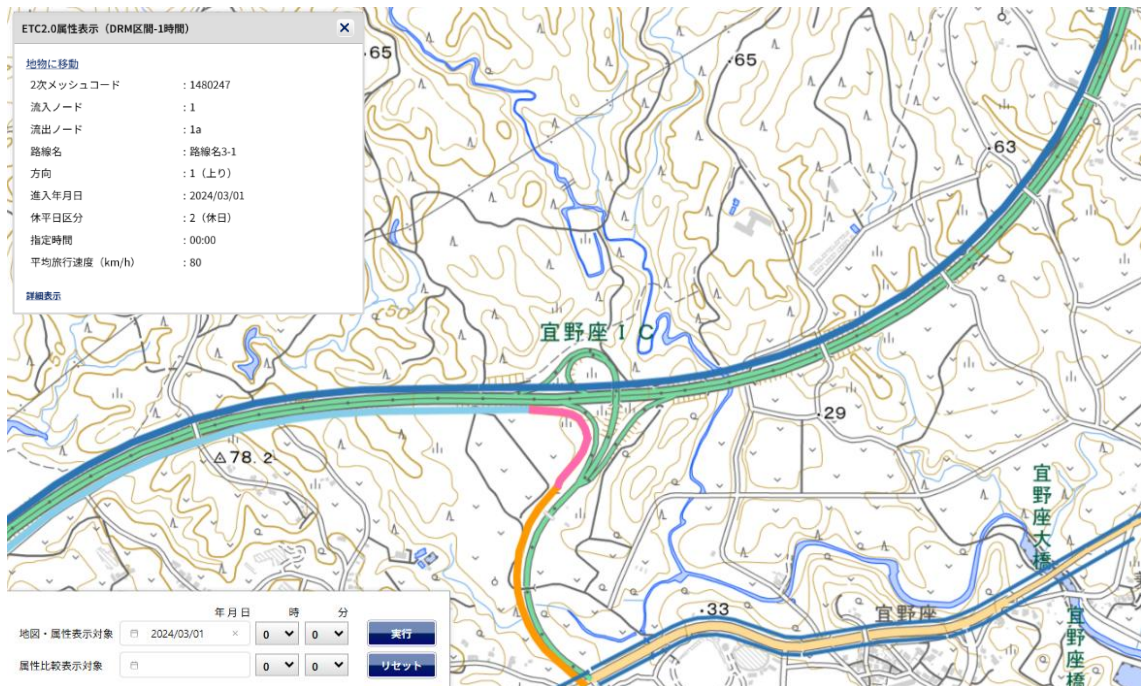 ETC2.0属性表示（DRM区間-1時間）
×
地物に移動
2次メッシュコード : 1480247
流入ノード : 1
流出ノード : 1a
路線名 : 路線名3-1
方向 : 1（上り）
進入年月日 : 2024/03/01
休平日区分 : 2（休日）
指定時間 : 00:00
平均旅行速度（km/h） : 80
詳細表示
65
65
63
50
50
宜野座IC
29
78.2
宜野座大橋
33
宜野座
宜野座橋
年月日 時 分
地図・属性表示対象 2024/03/01 × 0 0 実行
属性比較表示対象 0 0 リセット